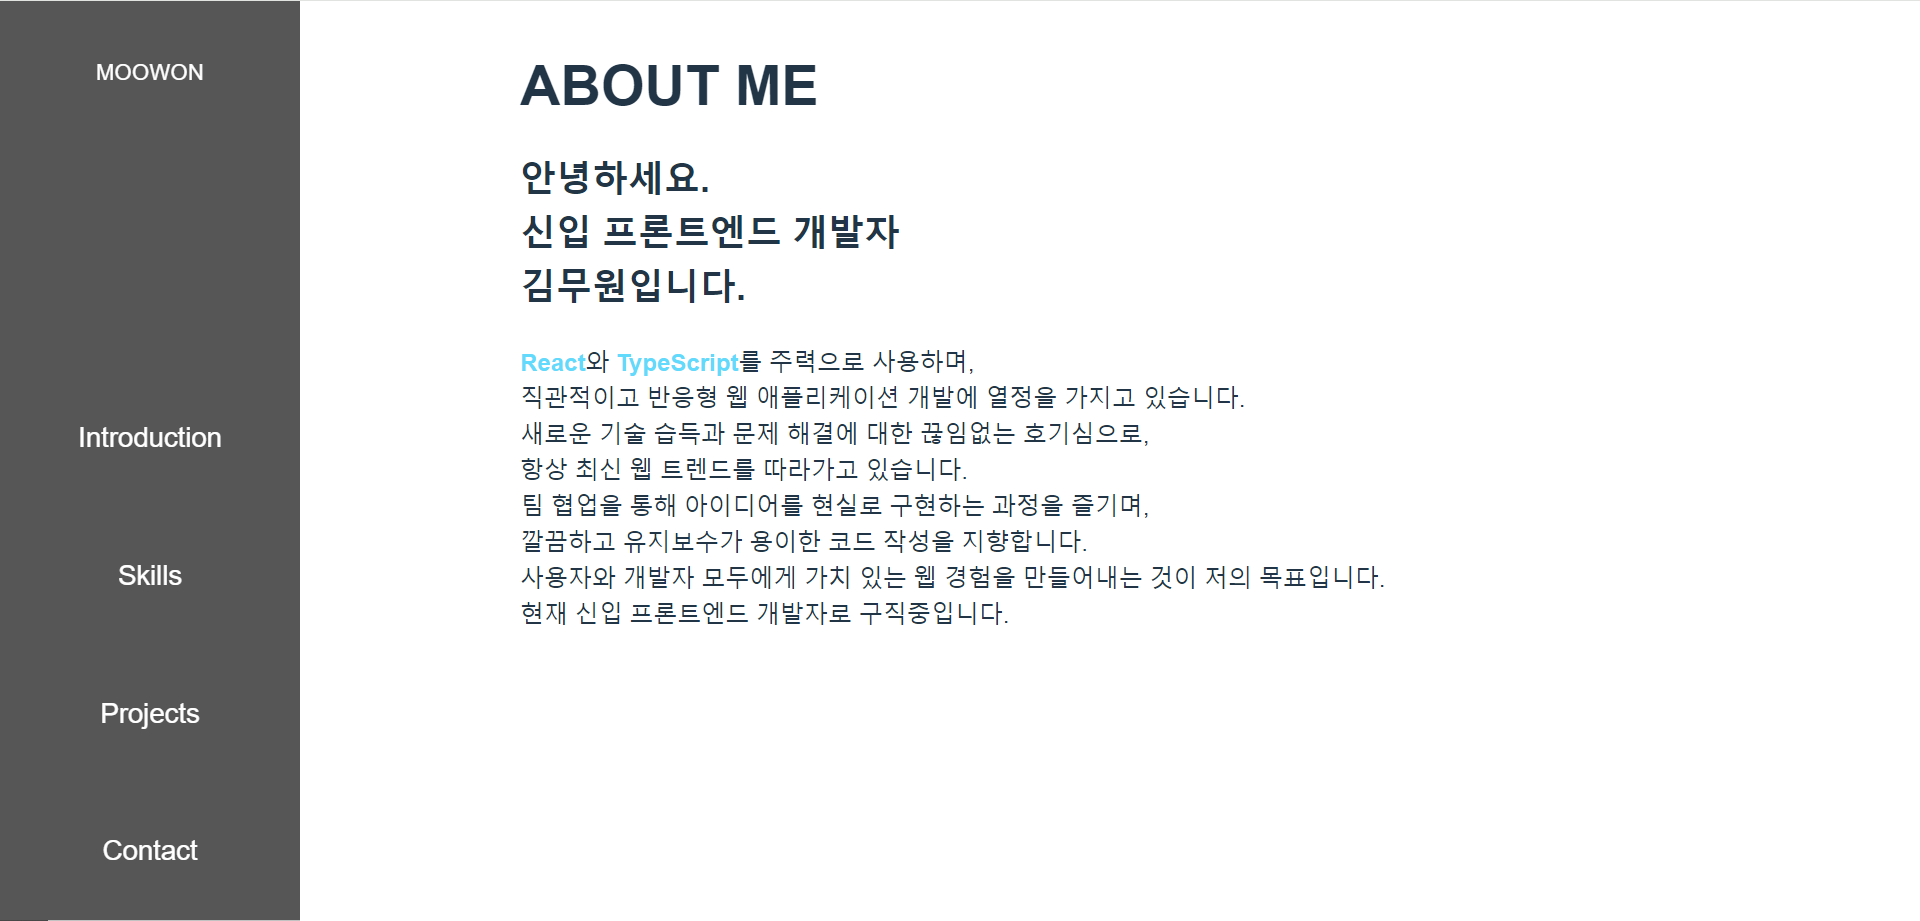 MOOWON
Introduction
Skills
Projects
Contact
ABOUT ME
안녕하세요.
신입 프론트엔드 개발자
김무원입니다.
React와 TypeScript를 주력으로 사용하며,
직관적이고 반응형 웹 애플리케이션 개발에 열정을 가지고 있습니다.
새로운 기술 습득과 문제 해결에 대한 끊임없는 호기심으로,
항상 최신 웹 트렌드를 따라가고 있습니다.
팀 협업을 통해 아이디어를 현실로 구현하는 과정을 즐기며,
깔끔하고 유지보수가 용이한 코드 작성을 지향합니다.
사용자와 개발자 모두에게 가치 있는 웹 경험을 만들어내는 것이 저의 목표입니다.
현재 신입 프론트엔드 개발자로 구직중입니다.